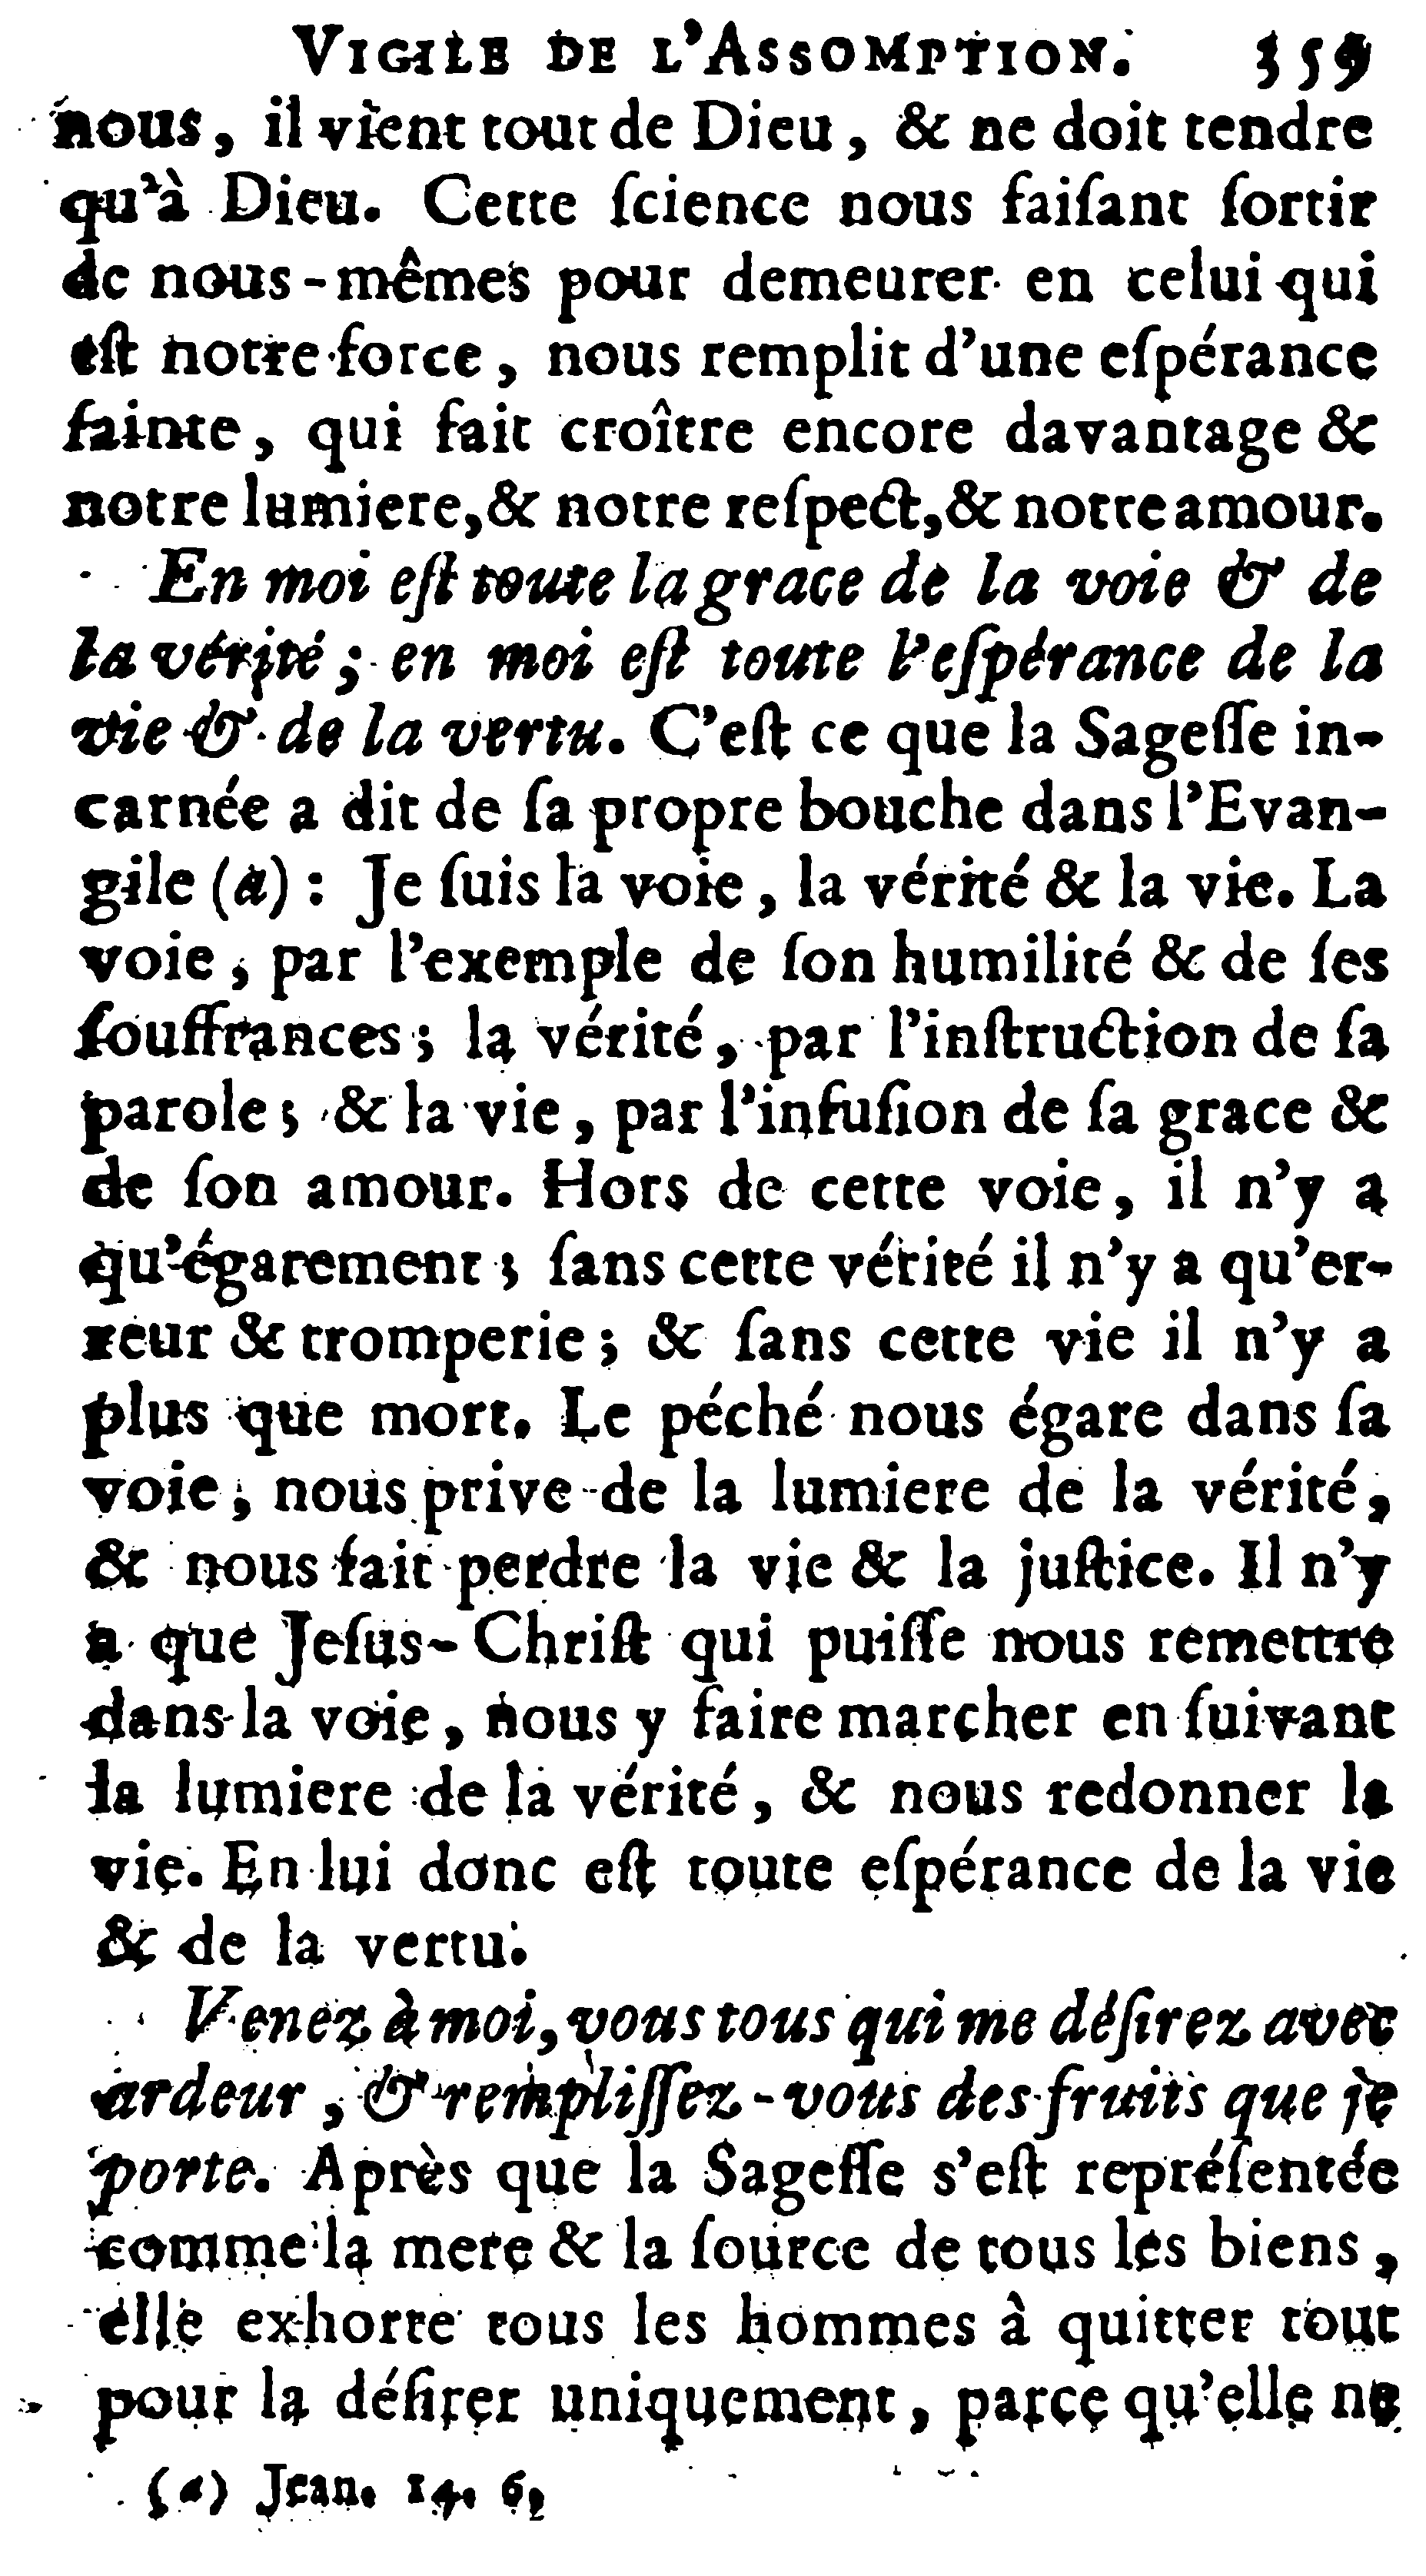 VIGILE DE L'ASSOMPTION. 359
nous, il vient tout de Dieu, & ne doit tendre
qu'à Dieu. Cette ſcience nous faiſant ſortir
de nous-mêmes pour demeurer en celui qui
eſt notre force, nous remplit d'une eſpérance
ſainte, qui fait croître encore davantage &
notre lumiere, & notre reſpect, & notre amour.
En moi eſt toute la grace de la voie & de
la vérité; en moi eſt toute l'eſpérance de la
vie & de la vertu. C'eſt ce que la Sageſſe in-
carnée a dit de ſa propre bouche dans l'Evan-
gile (a): Je ſuis la voie, la vérité & la vie. La
voie, par l'exemple de ſon humilité & de ſes
ſouffrances; la vérité, par l'inſtruction de ſa
parole; & la vie, par l'infuſion de ſa grace &
de ſon amour. Hors de cette voie, il n'y a
qu'égarement; ſans cette vérité il n'y a qu'er-
reur & tromperie; & ſans cette vie il n'y a
plus que mort. Le péché nous égare dans ſa
voie, nous prive de la lumiere de la vérité,
& nous fait perdre la vie & la juſtice. Il n'y
a que Jeſus-Chriſt qui puiſſe nous remettre
dans la voie, nous y faire marcher en ſuivant
la lumiere de la vérité, & nous redonner la
vie. En lui donc eſt toute eſpérance de la vie
& de la vertu.
Venez à moi, vous tous qui me déſirez avec
ardeur, & rempliſſez-vous des fruits que je
porte. Après que la Sageſſe s'eſt repréſentée
comme la mere & la ſource de tous les biens,
elle exhorte tous les hommes à quitter tout
pour la déſirer uniquement, parce qu'elle ne
(a) Jean. 14. 6.